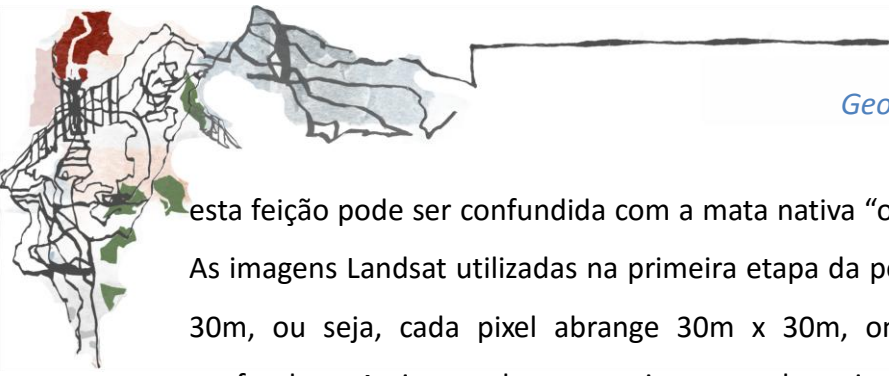 Geo
esta feição pode ser confundida com a mata nativa “o
As imagens Landsat utilizadas na primeira etapa da pe
30m, ou seja, cada pixel abrange 30m x 30m, or